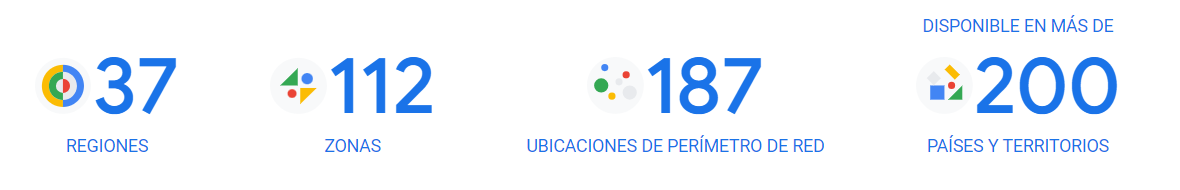 37
REGIONES
112
ZONAS
187
UBICACIONES DE PERÍMETRO DE RED
DISPONIBLE EN MÁS DE
200
PAÍSES Y TERRITORIOS